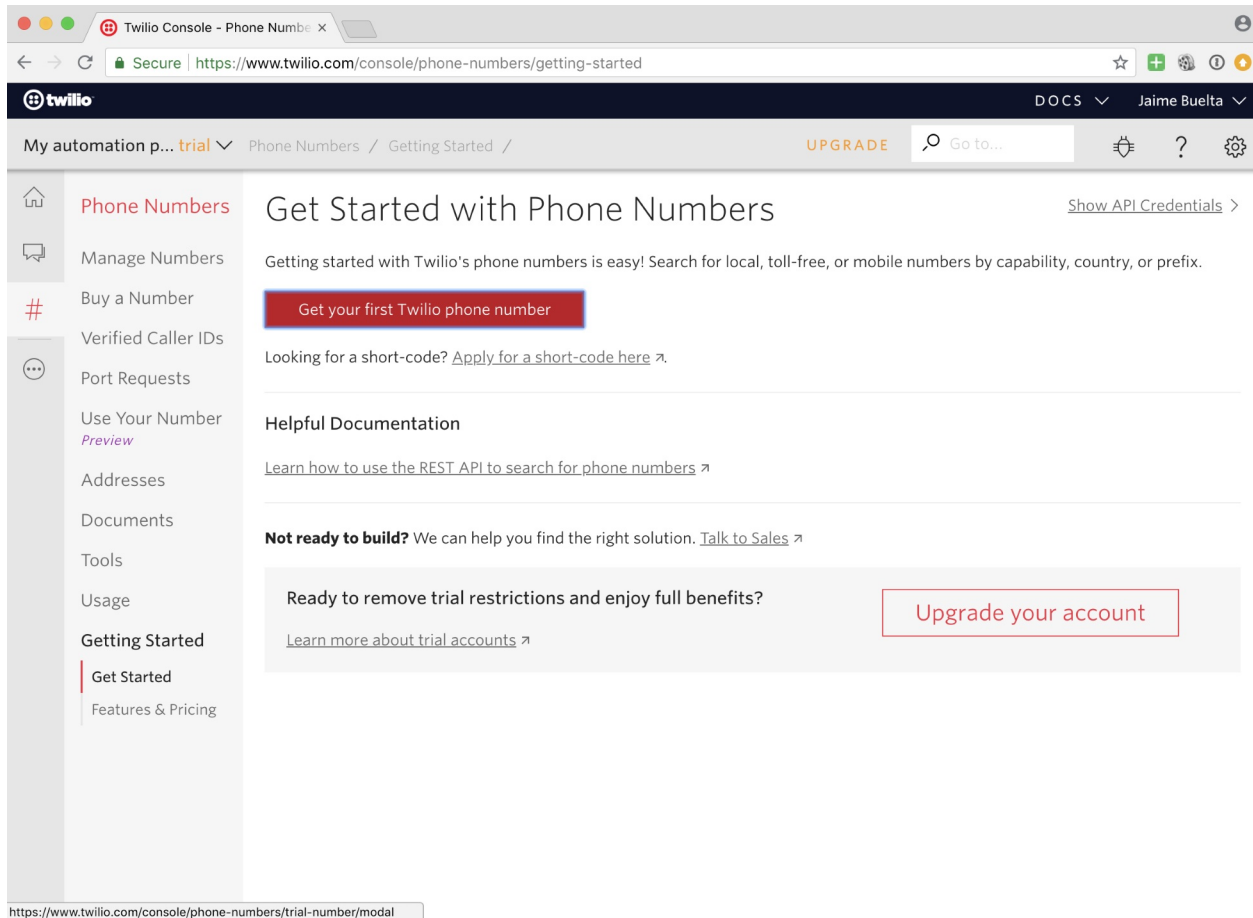 Twilio Console - Phone Numbe
Secure https://www.twilio.com/console/phone-numbers/getting-started
twilio DOCS Jaime Buelta
My automation p... trial Phone Numbers / Getting Started / UPGRADE Go to... ?
Phone Numbers
Manage Numbers
Buy a Number
Verified Caller IDs
Port Requests
Use Your Number
Preview
Addresses
Documents
Tools
Usage
Getting Started
Get Started
Features & Pricing
#
Get Started with Phone Numbers
Show API Credentials >
Getting started with Twilio's phone numbers is easy! Search for local, toll-free, or mobile numbers by capability, country, or prefix.
Get your first Twilio phone number
Looking for a short-code? Apply for a short-code here.
Helpful Documentation
Learn how to use the REST API to search for phone numbers
Not ready to build? We can help you find the right solution. Talk to Sales
Ready to remove trial restrictions and enjoy full benefits?
Learn more about trial accounts
Upgrade your account
https://www.twilio.com/console/phone-numbers/trial-number/modal